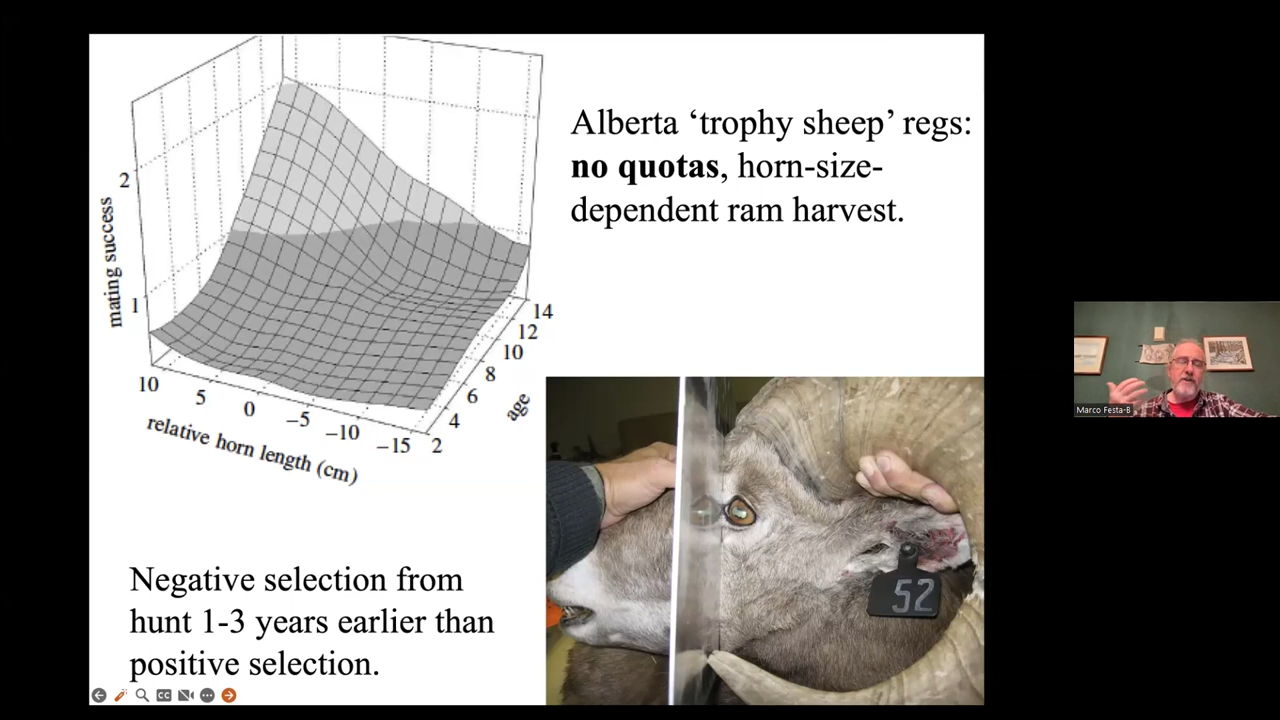 Alberta ‘trophy sheep’ regs:
no quotas, horn-size-
dependent ram harvest.
mating success
2
1
10
5
0
−5
−10
−15
relative horn length (cm)
2
4
6
8
10
12
14
age
Negative selection from
hunt 1-3 years earlier than
positive selection.
52
CC
Marco Festa-B